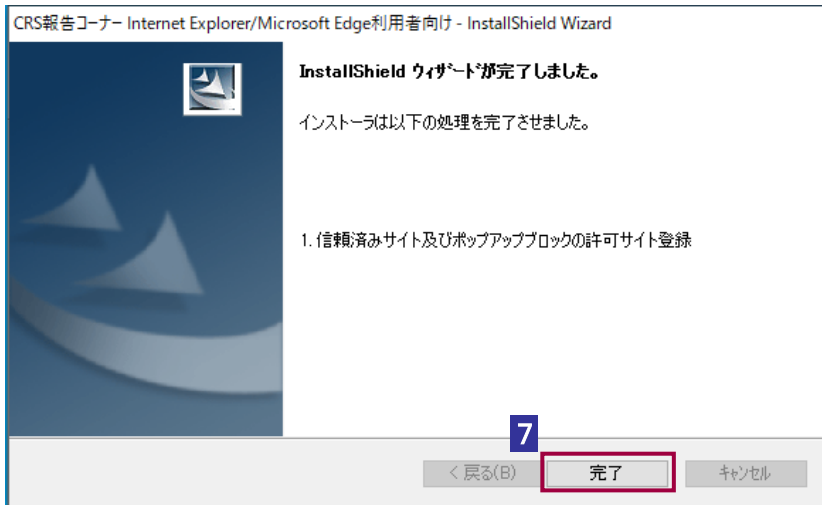 CRS報告コーナー Internet Explorer/Microsoft Edge利用者向け - InstallShield Wizard
InstallShield ウィザードが完了しました。
インストーラは以下の処理を完了させました。
1. 信頼済みサイト及びポップアップブロックの許可サイト登録
7
< 戻る(B)
完了
キャンセル